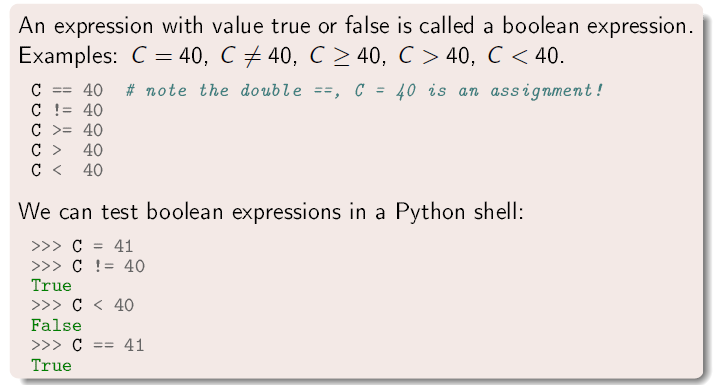 An expression with value true or false is called a boolean expression.
Examples: C = 40, C ≠ 40, C ≥ 40, C > 40, C < 40.
C == 40  # note the double ==, C = 40 is an assignment!
C != 40
C >= 40
C >  40
C <  40
We can test boolean expressions in a Python shell:
>>> C = 41
>>> C != 40
True
>>> C < 40
False
>>> C == 41
True